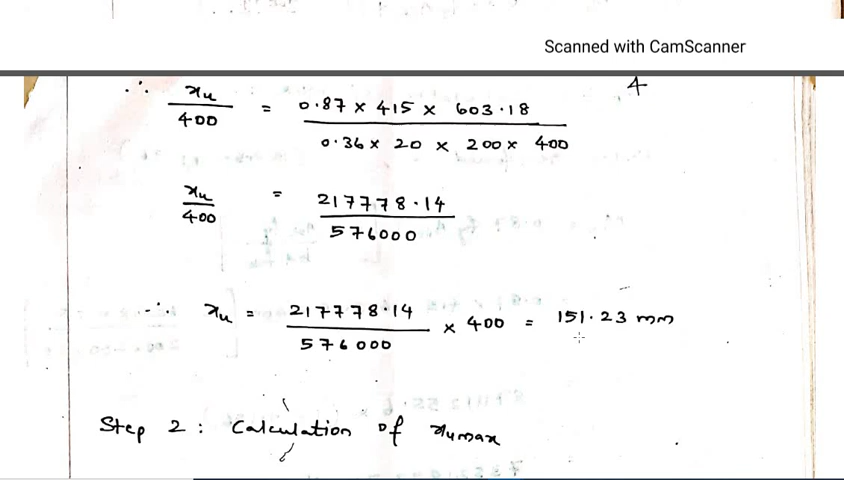 Scanned with CamScanner
4
∴ xu/400 = 0.87 x 415 x 603.18 / 0.36 x 20 x 200 x 400
xu/400 = 217778.14 / 576000
∴ xu = 217778.14 / 576000 x 400 = 151.23 mm
Step 2 : Calculation of xumax